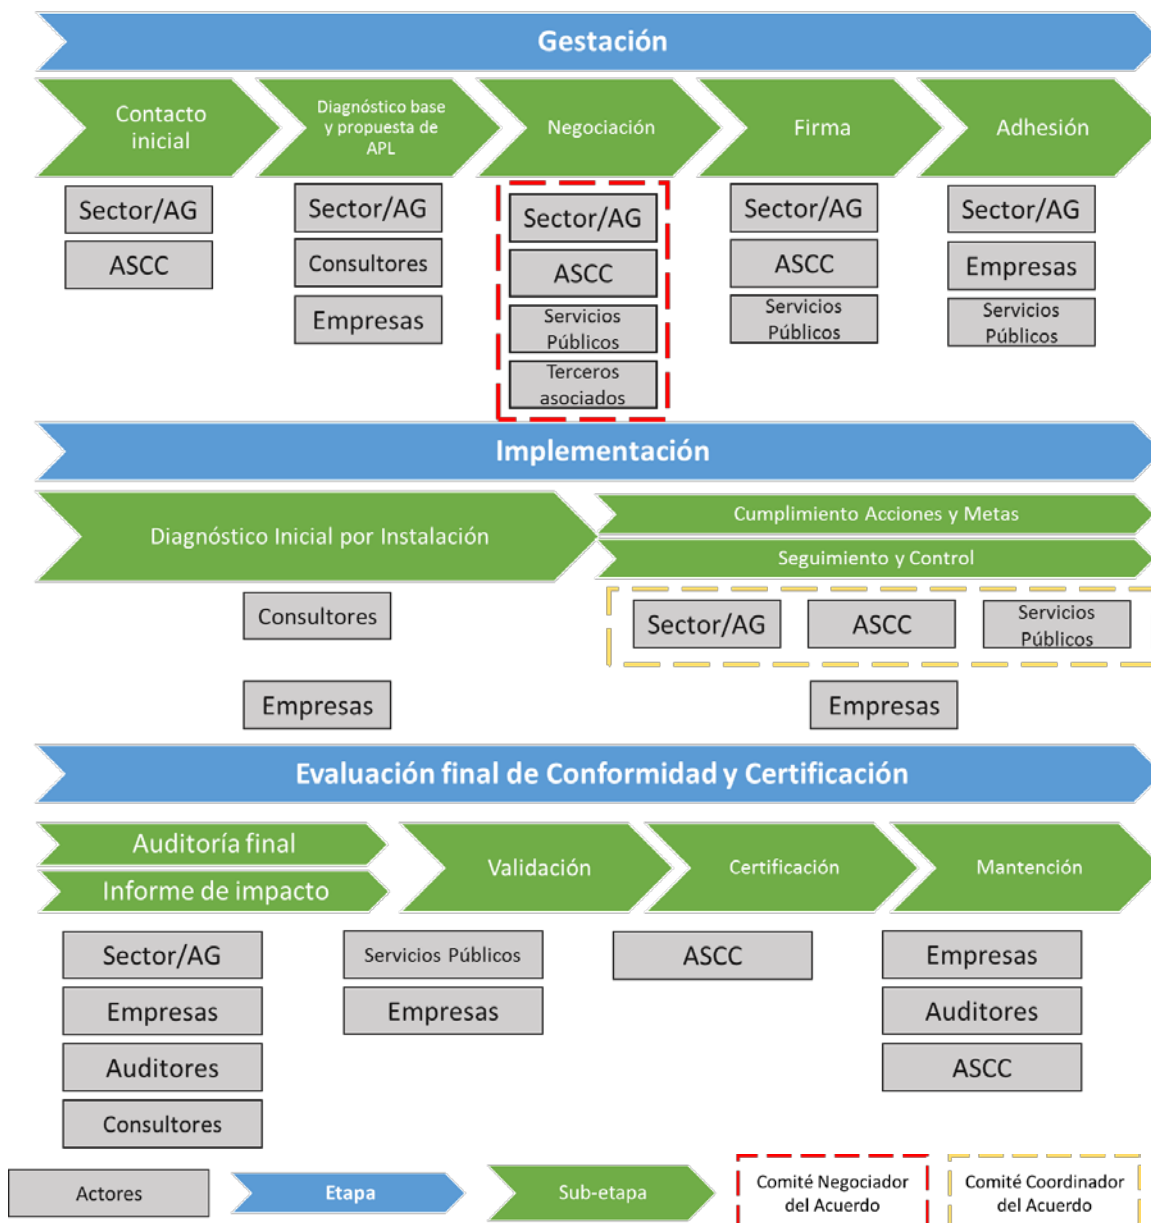 Gestación
Contacto
inicial
Diagnóstico base
y propuesta de
APL
Negociación
Firma
Adhesión
Sector/AG
ASCC
Sector/AG
Consultores
Empresas
Sector/AG
ASCC
Servicios
Públicos
Terceros
asociados
Sector/AG
ASCC
Servicios
Públicos
Sector/AG
Empresas
Servicios
Públicos
Implementación
Diagnóstico Inicial por Instalación
Cumplimiento Acciones y Metas
Seguimiento y Control
Consultores
Empresas
Sector/AG
ASCC
Servicios
Públicos
Empresas
Evaluación final de Conformidad y Certificación
Auditoría final
Informe de impacto
Validación
Certificación
Mantención
Sector/AG
Empresas
Auditores
Consultores
Servicios Públicos
Empresas
ASCC
Empresas
Auditores
ASCC
Actores
Etapa
Sub-etapa
Comité Negociador
del Acuerdo
Comité Coordinador
del Acuerdo